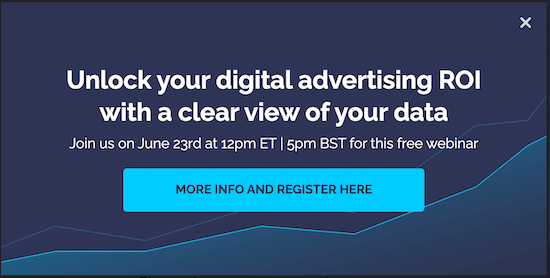 Unlock your digital advertising ROI
with a clear view of your data
Join us on June 23rd at 12pm ET | 5pm BST for this free webinar
MORE INFO AND REGISTER HERE